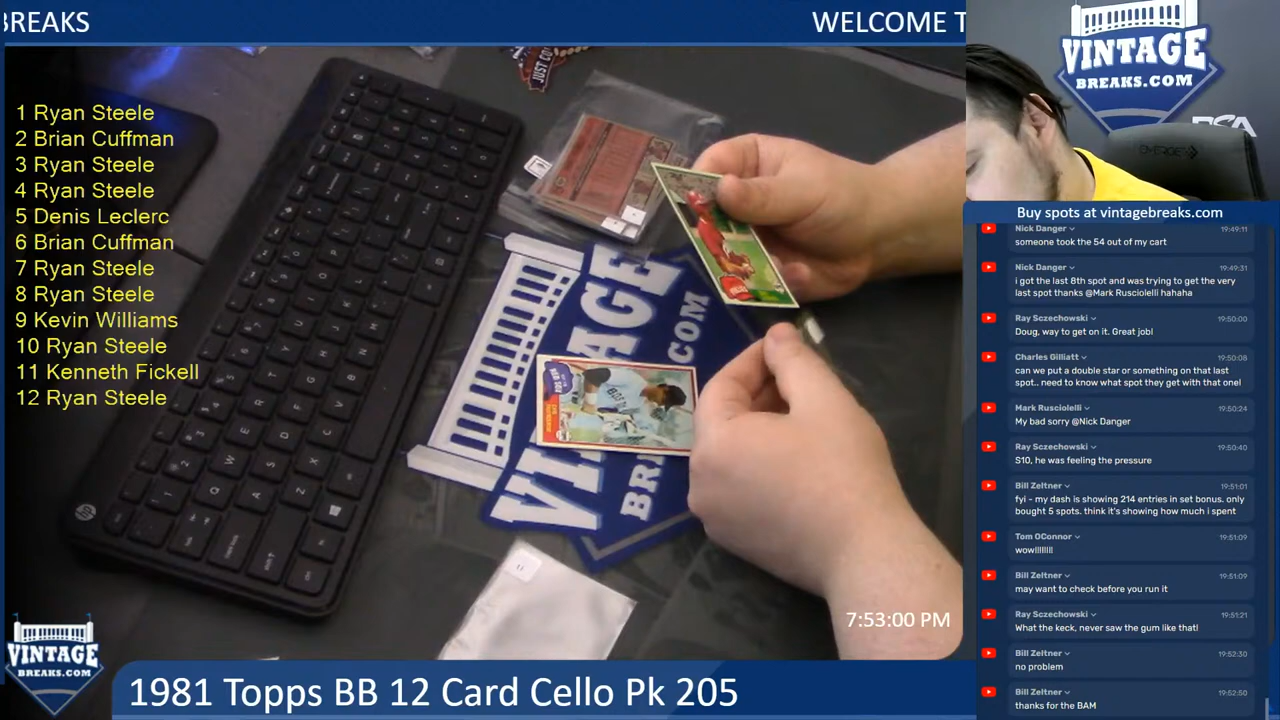 BREAKS
WELCOME T
VINTAGE
BREAKS.COM
PSA
1 Ryan Steele
2 Brian Cuffman
3 Ryan Steele
4 Ryan Steele
5 Denis Leclerc
6 Brian Cuffman
7 Ryan Steele
8 Ryan Steele
9 Kevin Williams
10 Ryan Steele
11 Kenneth Fickell
12 Ryan Steele
JUST CO
VINTAGE
BRE
COM
hp
7:53:00 PM
Buy spots at vintagebreaks.com
Nick Danger 19:49:11
someone took the 54 out of my cart
Nick Danger 19:49:31
i got the last 8th spot and was trying to get the very
last spot thanks @Mark Rusciolelli hahaha
Ray Sczechowski 19:50:00
Doug, way to get on it. Great job!
Charles Gilliatt 19:50:08
can we put a double star or something on that last
spot.. need to know what spot they get with that one!
Mark Rusciolelli 19:50:24
My bad sorry @Nick Danger
Ray Sczechowski 19:50:40
S10, he was feeling the pressure
Bill Zeltner 19:51:01
fyi - my dash is showing 214 entries in set bonus. only
bought 5 spots. think it's showing how much i spent
Tom OConnor 19:51:09
wow!!!!!!!!
Bill Zeltner 19:51:09
may want to check before you run it
Ray Sczechowski 19:51:21
What the keck, never saw the gum like that!
Bill Zeltner 19:52:30
no problem
Bill Zeltner 19:52:50
thanks for the BAM
VINTAGE
BREAKS.COM
1981 Topps BB 12 Card Cello Pk 205